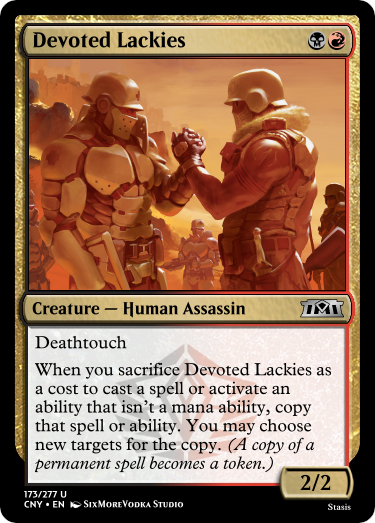 Devoted Lackies
Creature — Human Assassin
Deathtouch
When you sacrifice Devoted Lackies as
a cost to cast a spell or activate an
ability that isn't a mana ability, copy
that spell or ability. You may choose
new targets for the copy. (A copy of a
permanent spell becomes a token.)
2/2
173/277 U
CNY • EN SixMoreVodka Studio
Stasis